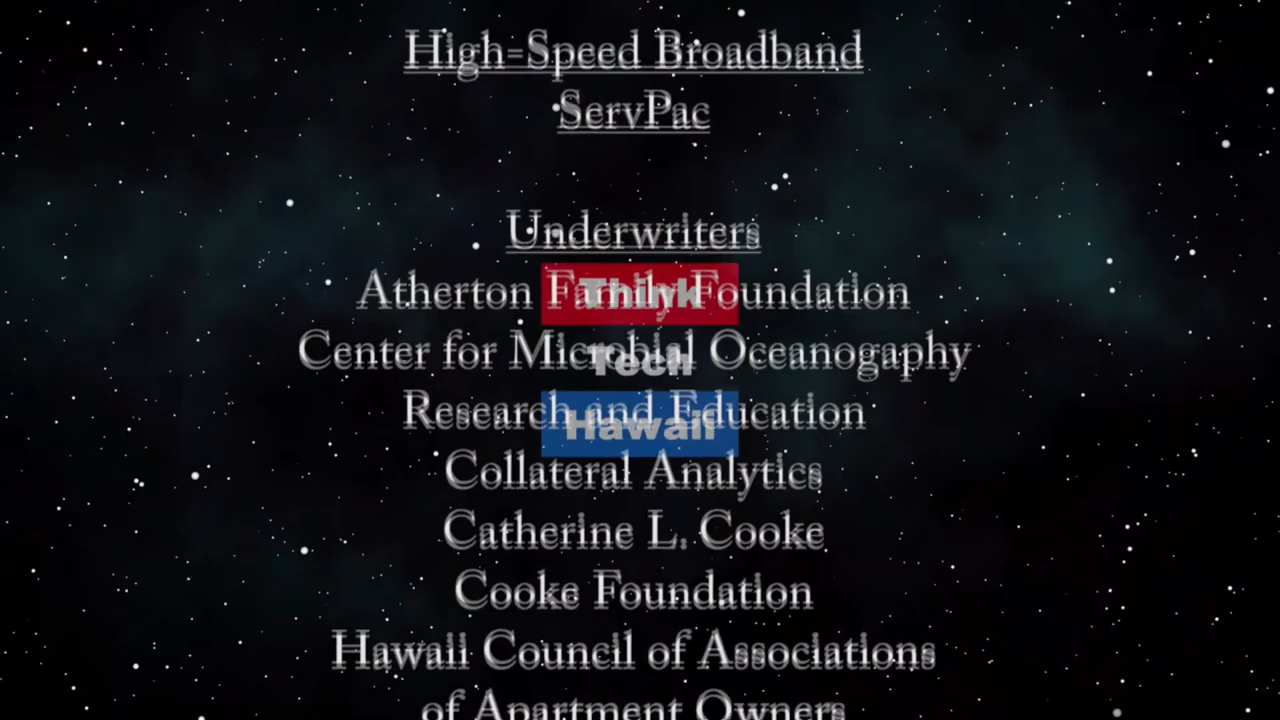 High-Speed Broadband
ServPac
Underwriters
Atherton Family Foundation
Think
Center for Microbial Oceanogaphy
Tech
Research and Education
Hawaii
Collateral Analytics
Catherine L. Cooke
Cooke Foundation
Hawaii Council of Associations
of Apartment Owners